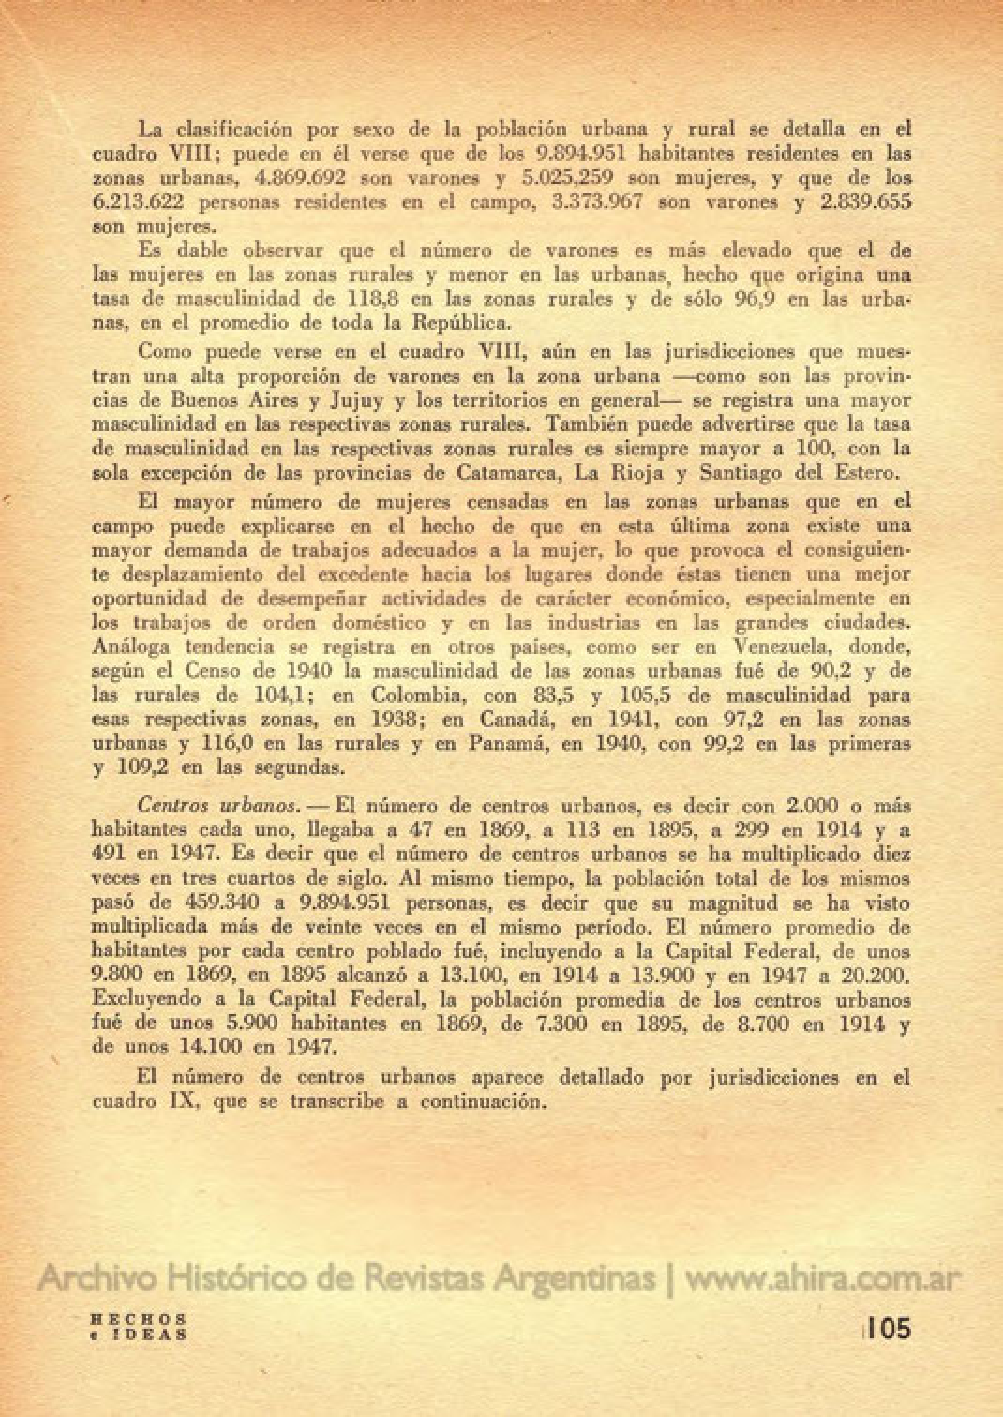 La clasificación por sexo de la población urbana y rural se detalla en el
cuadro VIII; puede en él verse que de los 9.894.951 habitantes residentes en las
zonas urbanas, 4.869.692 son varones y 5.025.259 son mujeres, y que de los
6.213.622 personas residentes en el campo, 3.373.967 son varones y 2.839.655
son mujeres.
Es dable observar que el número de varones es más elevado que el de
las mujeres en las zonas rurales y menor en las urbanas, hecho que origina una
tasa de masculinidad de 118,8 en las zonas rurales y de sólo 96,9 en las urba-
nas, en el promedio de toda la República.
Como puede verse en el cuadro VIII, aún en las jurisdicciones que mues-
tran una alta proporción de varones en la zona urbana —como son las provin-
cias de Buenos Aires y Jujuy y los territorios en general— se registra una mayor
masculinidad en las respectivas zonas rurales. También puede advertirse que la tasa
de masculinidad en las respectivas zonas rurales es siempre mayor a 100, con la
sola excepción de las provincias de Catamarca, La Rioja y Santiago del Estero.
El mayor número de mujeres censadas en las zonas urbanas que en el
campo puede explicarse en el hecho de que en esta última zona existe una
mayor demanda de trabajos adecuados a la mujer, lo que provoca el consiguien-
te desplazamiento del excedente hacia los lugares donde éstas tienen una mejor
oportunidad de desempeñar actividades de carácter económico, especialmente en
los trabajos de orden doméstico y en las industrias en las grandes ciudades.
Análoga tendencia se registra en otros países, como ser en Venezuela, donde,
según el Censo de 1940 la masculinidad de las zonas urbanas fué de 90,2 y de
las rurales de 104,1; en Colombia, con 83,5 y 105,5 de masculinidad para
esas respectivas zonas, en 1938; en Canadá, en 1941, con 97,2 en las zonas
urbanas y 116,0 en las rurales y en Panamá, en 1940, con 99,2 en las primeras
y 109,2 en las segundas.
Centros urbanos. — El número de centros urbanos, es decir con 2.000 o más
habitantes cada uno, llegaba a 47 en 1869, a 113 en 1895, a 299 en 1914 y a
491 en 1947. Es decir que el número de centros urbanos se ha multiplicado diez
veces en tres cuartos de siglo. Al mismo tiempo, la población total de los mismos
pasó de 459.340 a 9.894.951 personas, es decir que su magnitud se ha visto
multiplicada más de veinte veces en el mismo período. El número promedio de
habitantes por cada centro poblado fué, incluyendo a la Capital Federal, de unos
9.800 en 1869, en 1895 alcanzó a 13.100, en 1914 a 13.900 y en 1947 a 20.200.
Excluyendo a la Capital Federal, la población promedia de los centros urbanos
fué de unos 5.900 habitantes en 1869, de 7.300 en 1895, de 8.700 en 1914 y
de unos 14.100 en 1947.
El número de centros urbanos aparece detallado por jurisdicciones en el
cuadro IX, que se transcribe a continuación.
Archivo Histórico de Revistas Argentinas | www.ahira.com.ar
HECHOS
e IDEAS
105